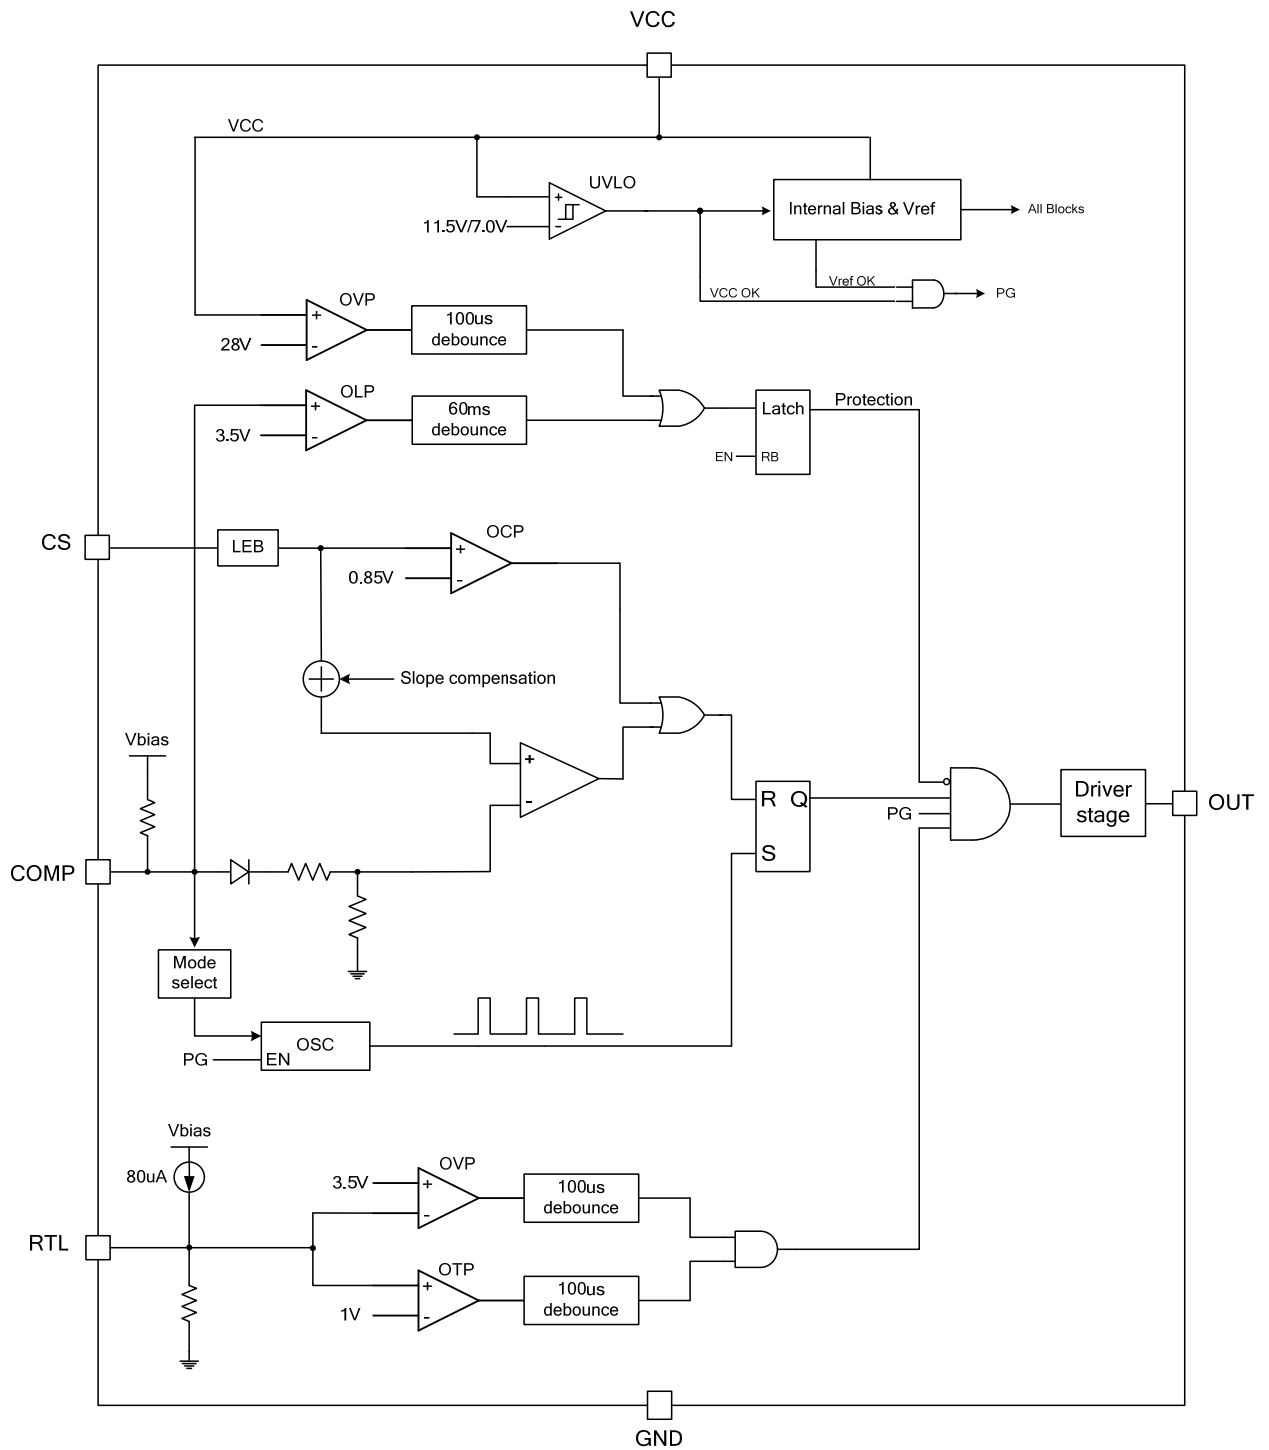 VCC
VCC
UVLO
+
-
11.5V/7.0V
Internal Bias & Vref
All Blocks
Vref OK
VCC OK
PG
OVP
+
-
28V
100us
debounce
OLP
+
-
3.5V
60ms
debounce
Latch
EN
RB
Protection
CS
LEB
OCP
+
-
0.85V
Slope compensation
Vbias
+
-
R Q
S
PG
Driver
stage
OUT
COMP
Mode
select
OSC
PG
EN
Vbias
80uA
RTL
OVP
3.5V
+
-
100us
debounce
OTP
+
-
1V
100us
debounce
GND